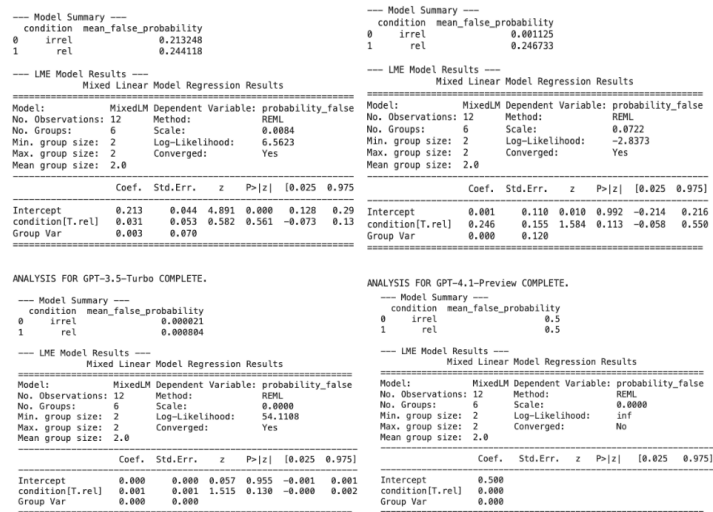 --- Model Summary ---
condition mean_false_probability
0 irrel 0.213248
1 rel 0.244118
--- LME Model Results ---
Mixed Linear Model Regression Results
Model: MixedLM Dependent Variable: probability_false
No. Observations: 12 Method: REML
No. Groups: 6 Scale: 0.0084
Min. group size: 2 Log-Likelihood: 6.5623
Max. group size: 2 Converged: Yes
Mean group size: 2.0
Coef. Std.Err. z P>|z| [0.025 0.975
Intercept 0.213 0.044 4.891 0.000 0.128 0.29
condition[T.rel] 0.031 0.053 0.582 0.561 -0.073 0.13
Group Var 0.003 0.070
--- Model Summary ---
condition mean_false_probability
0 irrel 0.001125
1 rel 0.246733
--- LME Model Results ---
Mixed Linear Model Regression Results
Model: MixedLM Dependent Variable: probability_false
No. Observations: 12 Method: REML
No. Groups: 6 Scale: 0.0722
Min. group size: 2 Log-Likelihood: -2.8373
Max. group size: 2 Converged: Yes
Mean group size: 2.0
Coef. Std.Err. z P>|z| [0.025 0.975]
Intercept 0.001 0.110 0.010 0.992 -0.214 0.216
condition[T.rel] 0.246 0.155 1.584 0.113 -0.058 0.550
Group Var 0.000 0.120
ANALYSIS FOR GPT-3.5-Turbo COMPLETE.
--- Model Summary ---
condition mean_false_probability
0 irrel 0.000021
1 rel 0.000804
--- LME Model Results ---
Mixed Linear Model Regression Results
Model: MixedLM Dependent Variable: probability_false
No. Observations: 12 Method: REML
No. Groups: 6 Scale: 0.0000
Min. group size: 2 Log-Likelihood: 54.1108
Max. group size: 2 Converged: Yes
Mean group size: 2.0
Coef. Std.Err. z P>|z| [0.025 0.975]
Intercept 0.000 0.000 0.057 0.955 -0.001 0.001
condition[T.rel] 0.001 0.001 1.515 0.130 -0.000 0.002
Group Var 0.000 0.000
ANALYSIS FOR GPT-4.1-Preview COMPLETE.
--- Model Summary ---
condition mean_false_probability
0 irrel 0.5
1 rel 0.5
--- LME Model Results ---
Mixed Linear Model Regression Results
Model: MixedLM Dependent Variable: probability_false
No. Observations: 12 Method: REML
No. Groups: 6 Scale: 0.0000
Min. group size: 2 Log-Likelihood: inf
Max. group size: 2 Converged: No
Mean group size: 2.0
Coef. Std.Err. z P>|z| [0.025 0.975]
Intercept 0.500
condition[T.rel] 0.000
Group Var 0.000